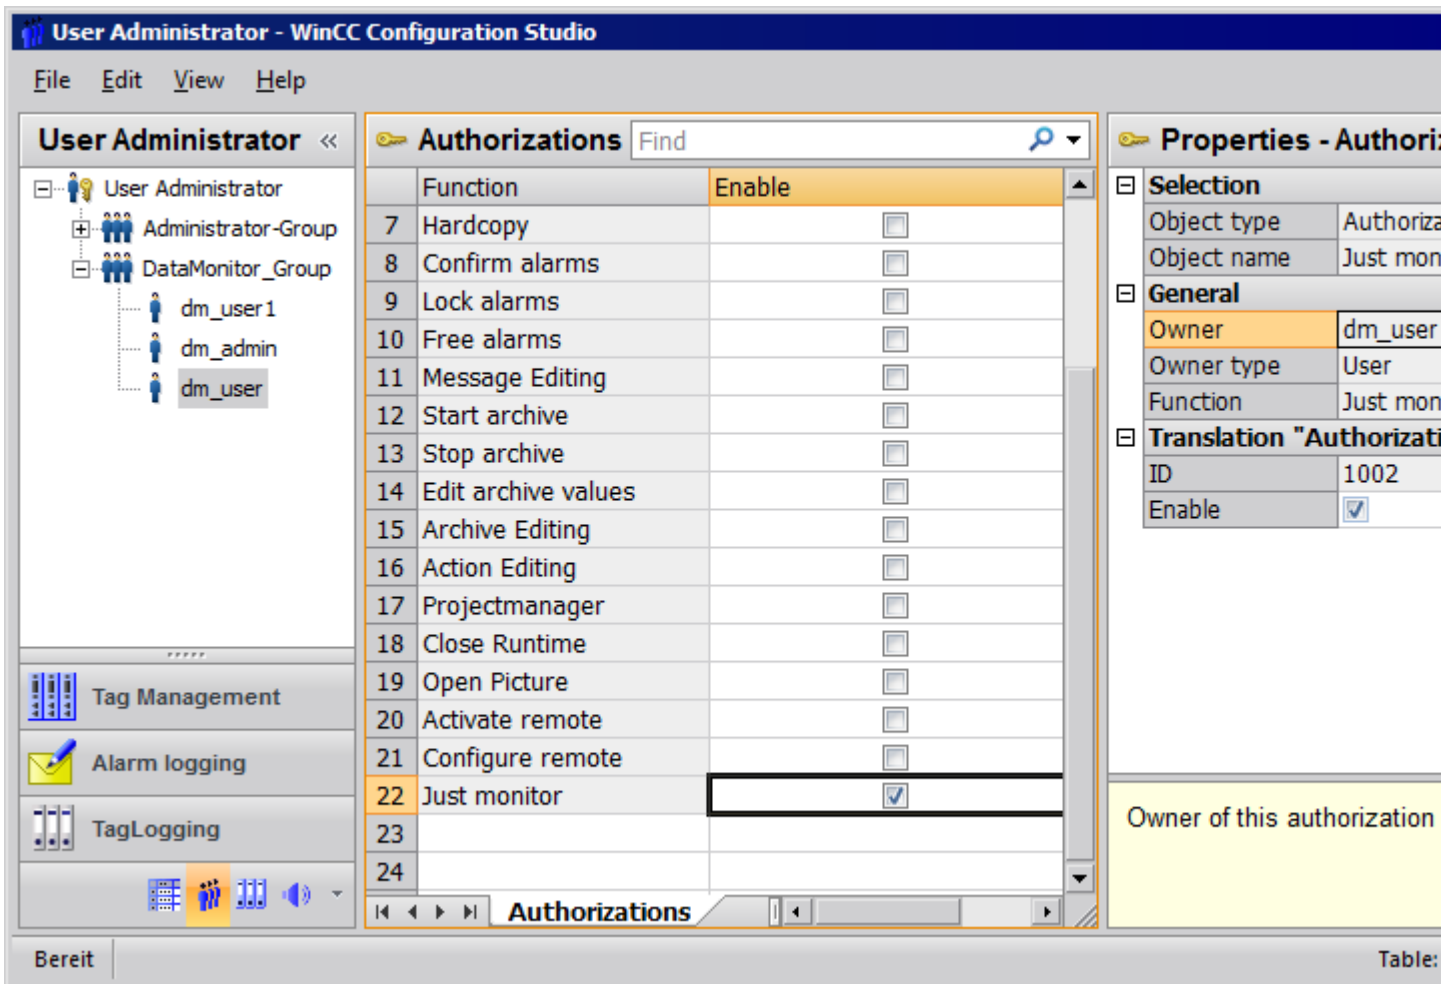 User Administrator - WinCC Configuration Studio
File Edit View Help
User Administrator «
User Administrator
Administrator-Group
DataMonitor_Group
dm_user1
dm_admin
dm_user
Tag Management
Alarm logging
TagLogging
Authorizations Find
Function Enable
7 Hardcopy
8 Confirm alarms
9 Lock alarms
10 Free alarms
11 Message Editing
12 Start archive
13 Stop archive
14 Edit archive values
15 Archive Editing
16 Action Editing
17 Projectmanager
18 Close Runtime
19 Open Picture
20 Activate remote
21 Configure remote
22 Just monitor
23
24
Authorizations
Properties - Authoriz
Selection
Object type Authoriza
Object name Just mon
General
Owner dm_user
Owner type User
Function Just mon
Translation "Authorizati
ID 1002
Enable
Owner of this authorization
Bereit
Table: